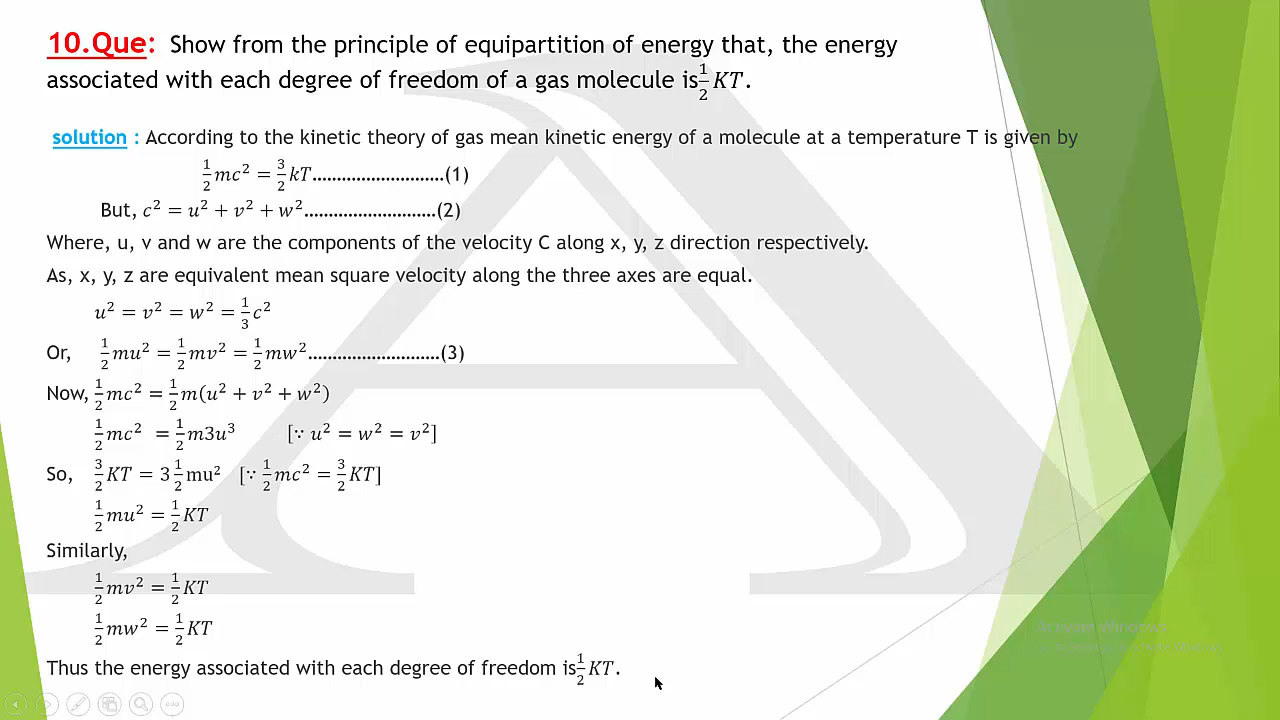 10.Que: Show from the principle of equipartition of energy that, the energy
associated with each degree of freedom of a gas molecule is 1/2 KT.
solution : According to the kinetic theory of gas mean kinetic energy of a molecule at a temperature T is given by
1/2 mc² = 3/2 kT...........................(1)
But, c² = u² + v² + w²...........................(2)
Where, u, v and w are the components of the velocity C along x, y, z direction respectively.
As, x, y, z are equivalent mean square velocity along the three axes are equal.
u² = v² = w² = 1/3 c²
Or, 1/2 mu² = 1/2 mv² = 1/2 mw²...........................(3)
Now, 1/2 mc² = 1/2 m(u² + v² + w²)
1/2 mc² = 1/2 m3u³ [∵ u² = w² = v²]
So, 3/2 KT = 3 1/2 mu² [∵ 1/2 mc² = 3/2 KT]
1/2 mu² = 1/2 KT
Similarly,
1/2 mv² = 1/2 KT
1/2 mw² = 1/2 KT
Thus the energy associated with each degree of freedom is 1/2 KT.
Activate Windows